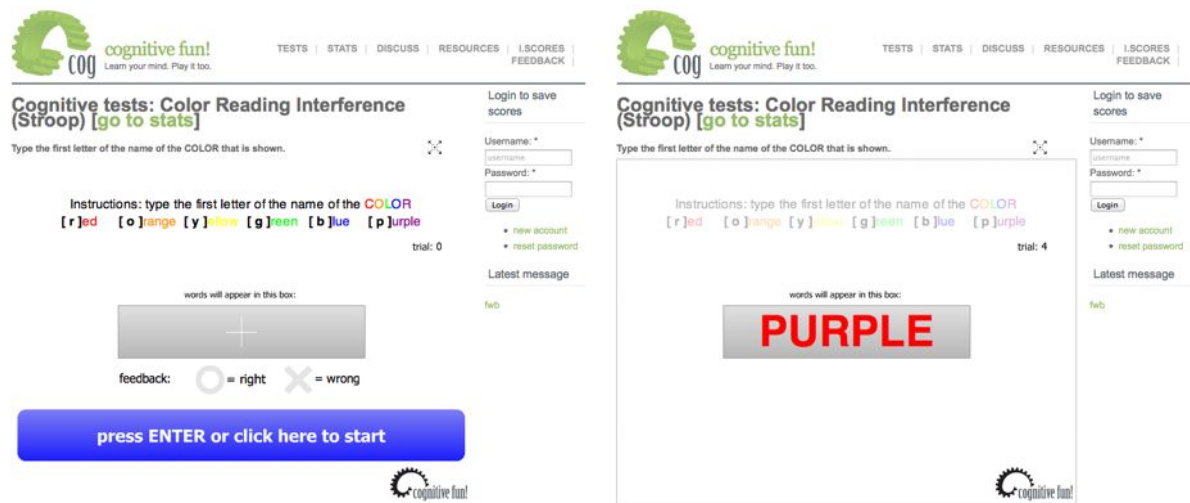 cog
cognitive fun!
Learn your mind. Play it too.
TESTS | STATS | DISCUSS | RESOURCES | I.SCORES |
FEEDBACK |
Cognitive tests: Color Reading Interference
(Stroop) [go to stats]
Type the first letter of the name of the COLOR that is shown.
Instructions: type the first letter of the name of the COLOR
[ r ]ed [ o ]range [ y ]ellow [ g ]reen [ b ]lue [ p ]urple
trial: 0
words will appear in this box:
feedback: = right = wrong
press ENTER or click here to start
cognitive fun!
Login to save
scores
Username: *
username
Password: *
Login
• new account
• reset password
Latest message
fwb
cog
cognitive fun!
Learn your mind. Play it too.
TESTS | STATS | DISCUSS | RESOURCES | I.SCORES |
FEEDBACK |
Cognitive tests: Color Reading Interference
(Stroop) [go to stats]
Type the first letter of the name of the COLOR that is shown.
Instructions: type the first letter of the name of the COLOR
[ r ]ed [ o ]range [ y ]ellow [ g ]reen [ b ]lue [ p ]urple
trial: 4
words will appear in this box:
PURPLE
cognitive fun!
Login to save
scores
Username: *
username
Password: *
Login
• new account
• reset password
Latest message
fwb